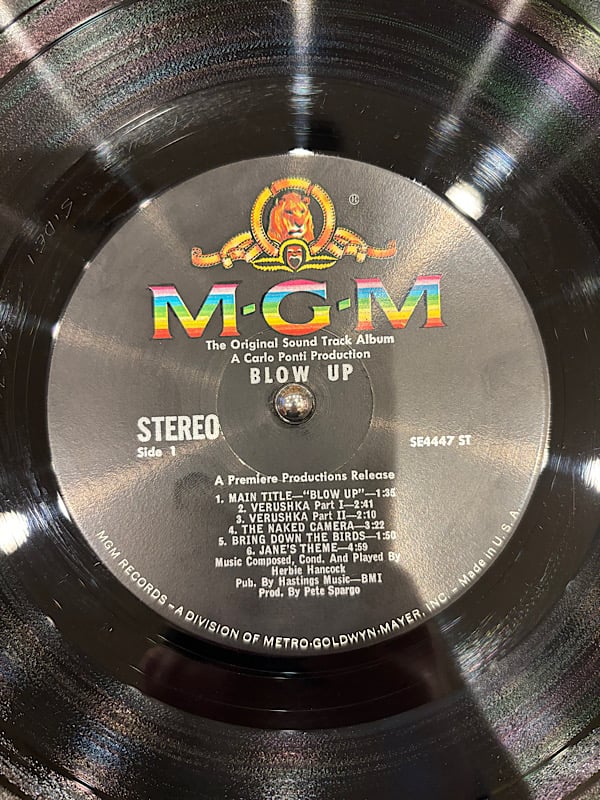 SIDE 1
®
M·G·M
The Original Sound Track Album
A Carlo Ponti Production
BLOW UP
STEREO
Side 1
SE4447 ST
A Premiere Productions Release
1. MAIN TITLE—"BLOW UP"—1:35
2. VERUSHKA Part I—2:41
3. VERUSHKA Part II—2:10
4. THE NAKED CAMERA—3:22
5. BRING DOWN THE BIRDS—1:50
6. JANE'S THEME—4:59
Music Composed, Cond. And Played By
Herbie Hancock
Pub. By Hastings Music—BMI
Prod. By Pete Spargo
MGM RECORDS – A DIVISION OF METRO-GOLDWYN-MAYER, INC. – Made in U.S.A.